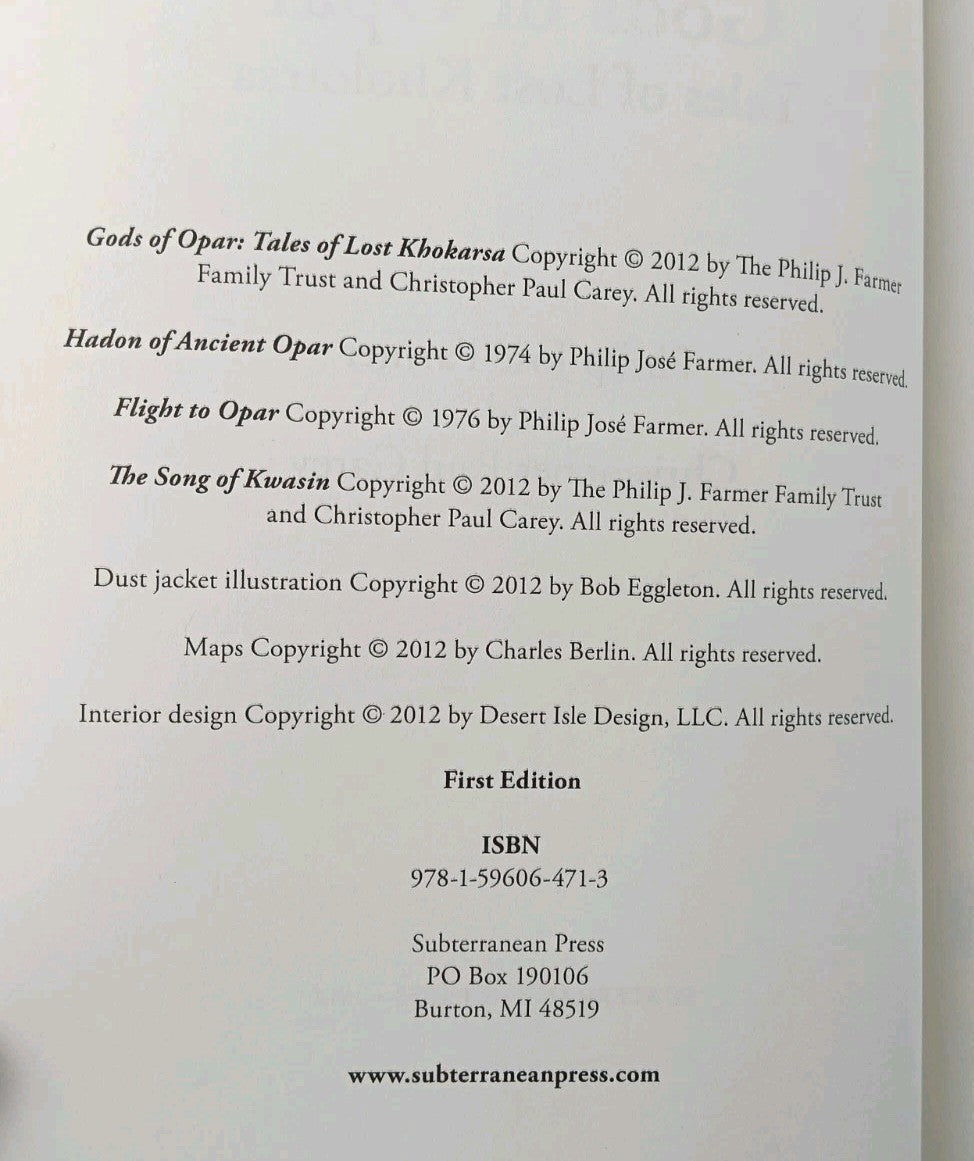 Gods of Opar: Tales of Lost Khokarsa Copyright © 2012 by The Philip J. Farmer
Family Trust and Christopher Paul Carey. All rights reserved.
Hadon of Ancient Opar Copyright © 1974 by Philip José Farmer. All rights reserved.
Flight to Opar Copyright © 1976 by Philip José Farmer. All rights reserved.
The Song of Kwasin Copyright © 2012 by The Philip J. Farmer Family Trust
and Christopher Paul Carey. All rights reserved.
Dust jacket illustration Copyright © 2012 by Bob Eggleton. All rights reserved.
Maps Copyright © 2012 by Charles Berlin. All rights reserved.
Interior design Copyright © 2012 by Desert Isle Design, LLC. All rights reserved.
First Edition
ISBN
978-1-59606-471-3
Subterranean Press
PO Box 190106
Burton, MI 48519
www.subterraneanpress.com